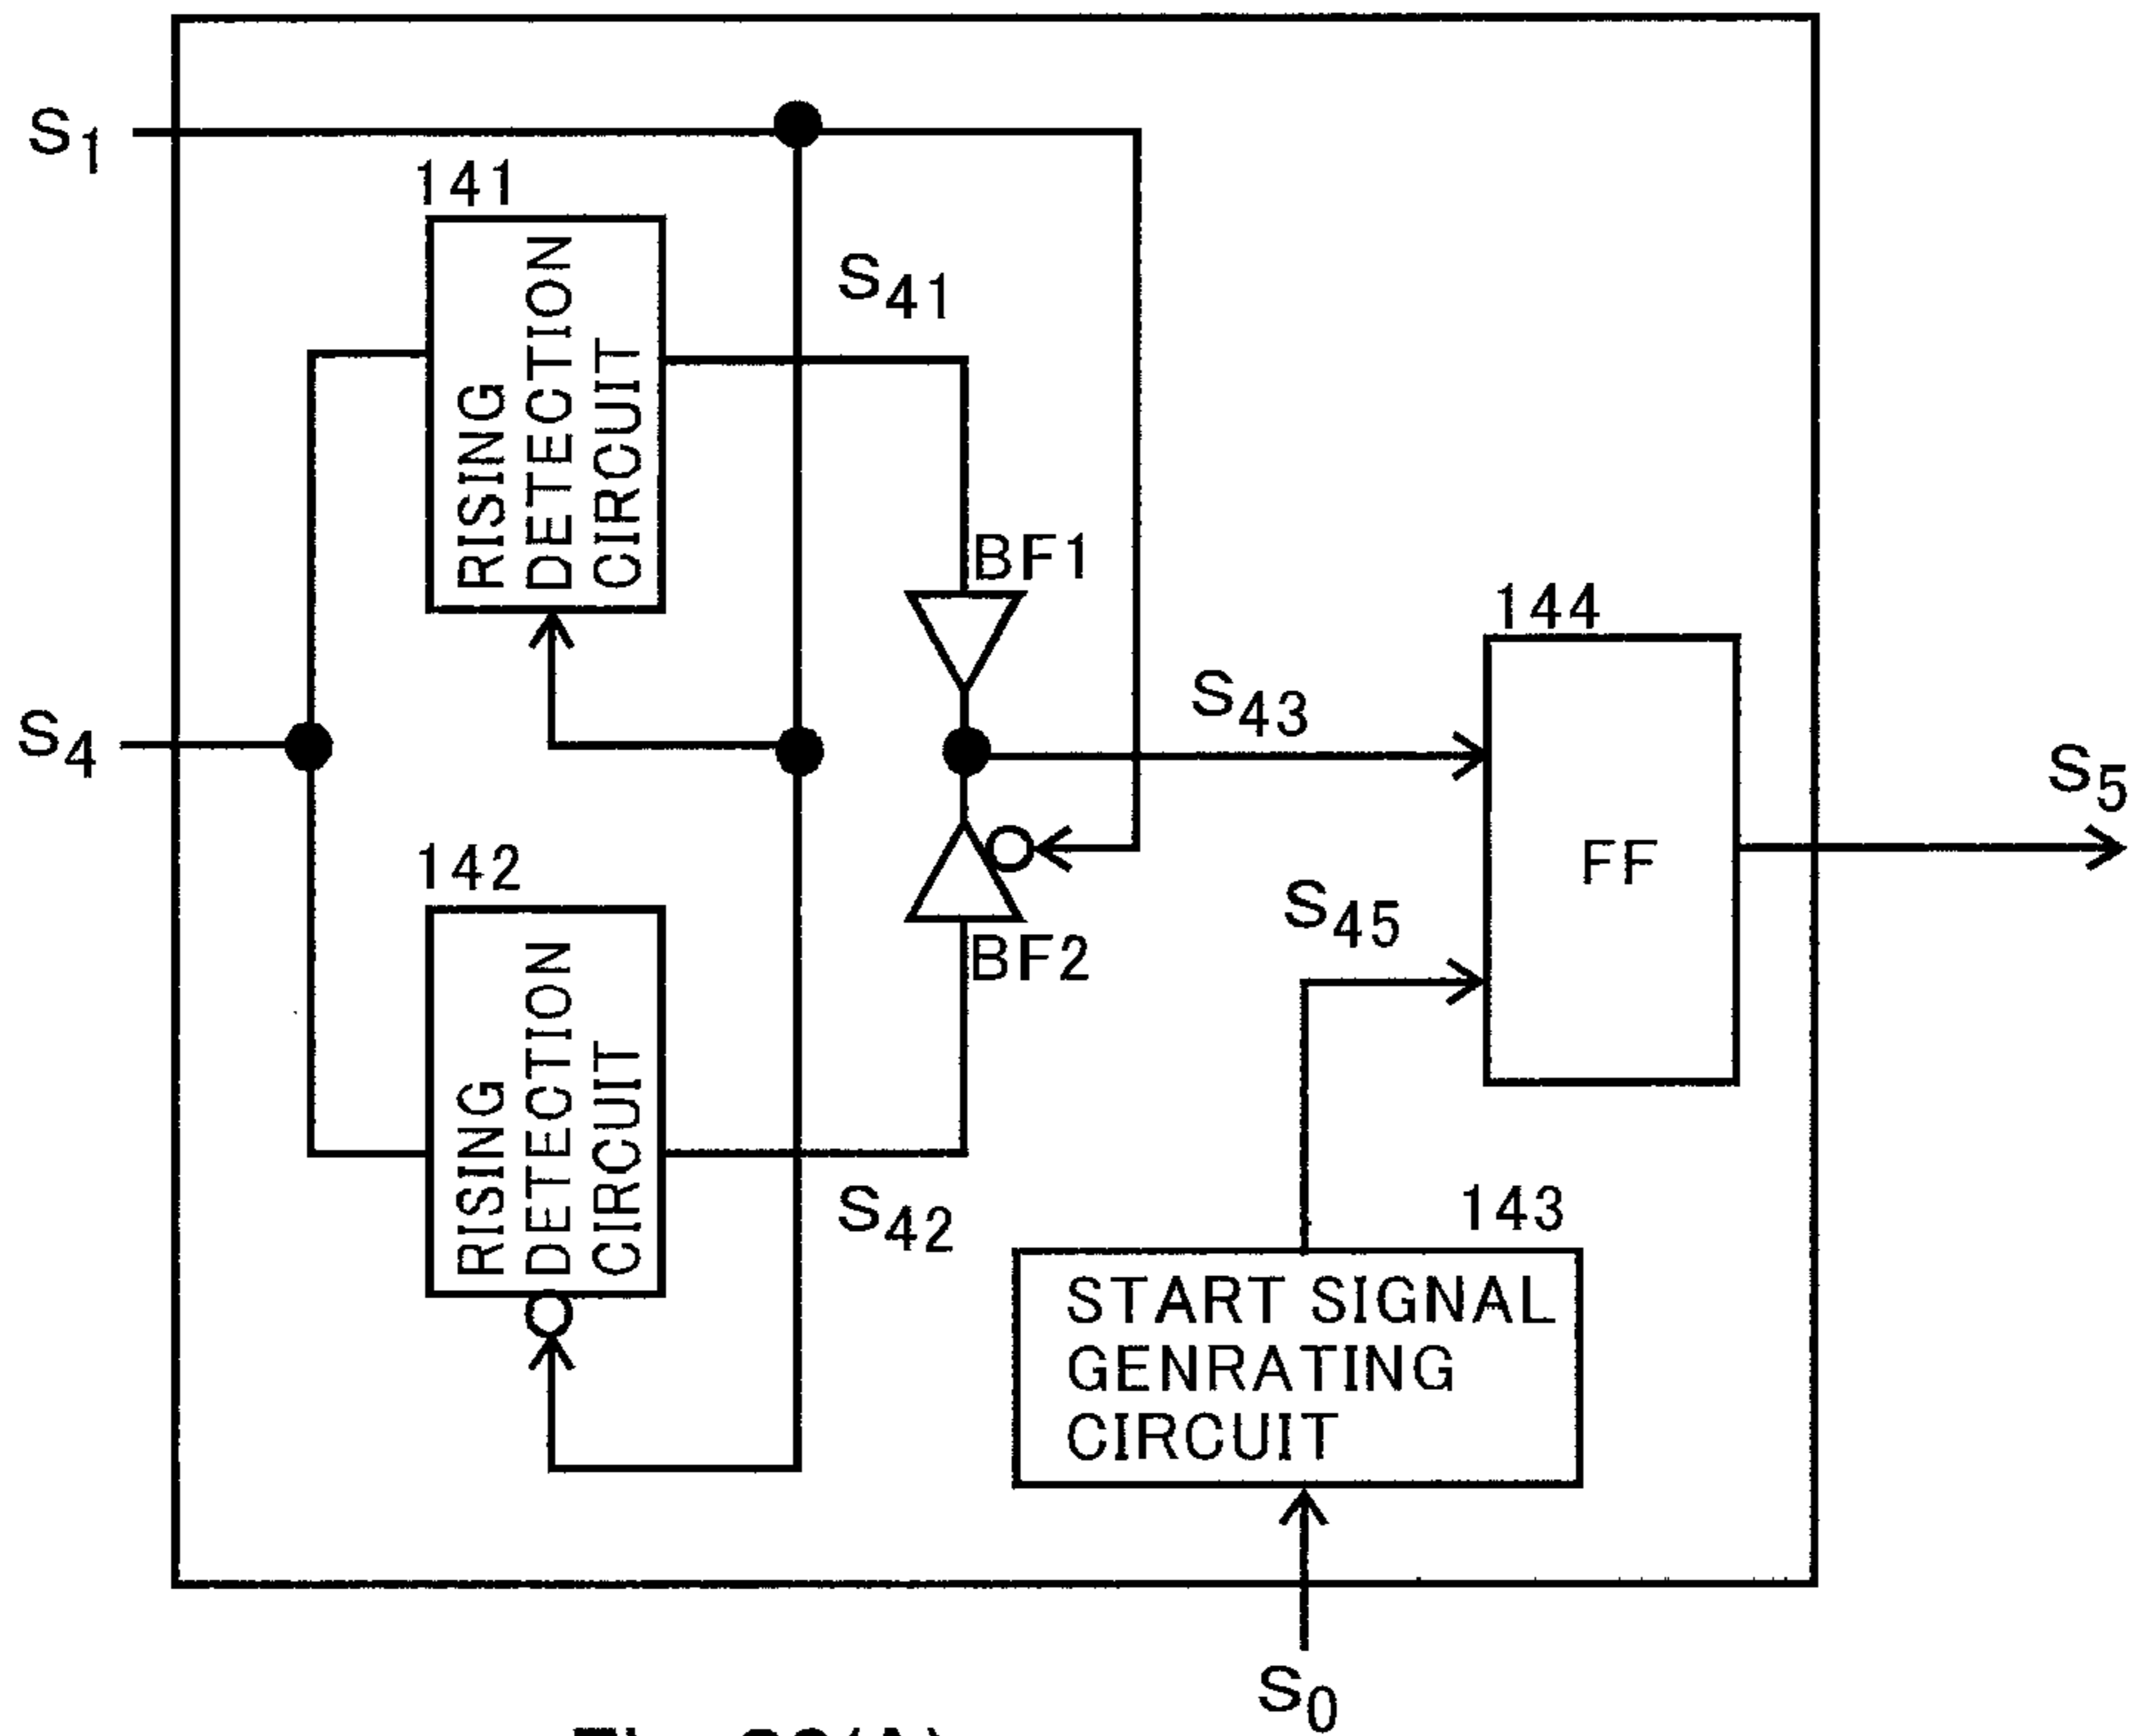 S1
141
RISING
DETECTION
CIRCUIT
S41
BF1
144
S43
S4
S5
FF
142
S45
BF2
RISING
DETECTION
CIRCUIT
S42
143
START SIGNAL
GENRATING
CIRCUIT
S0